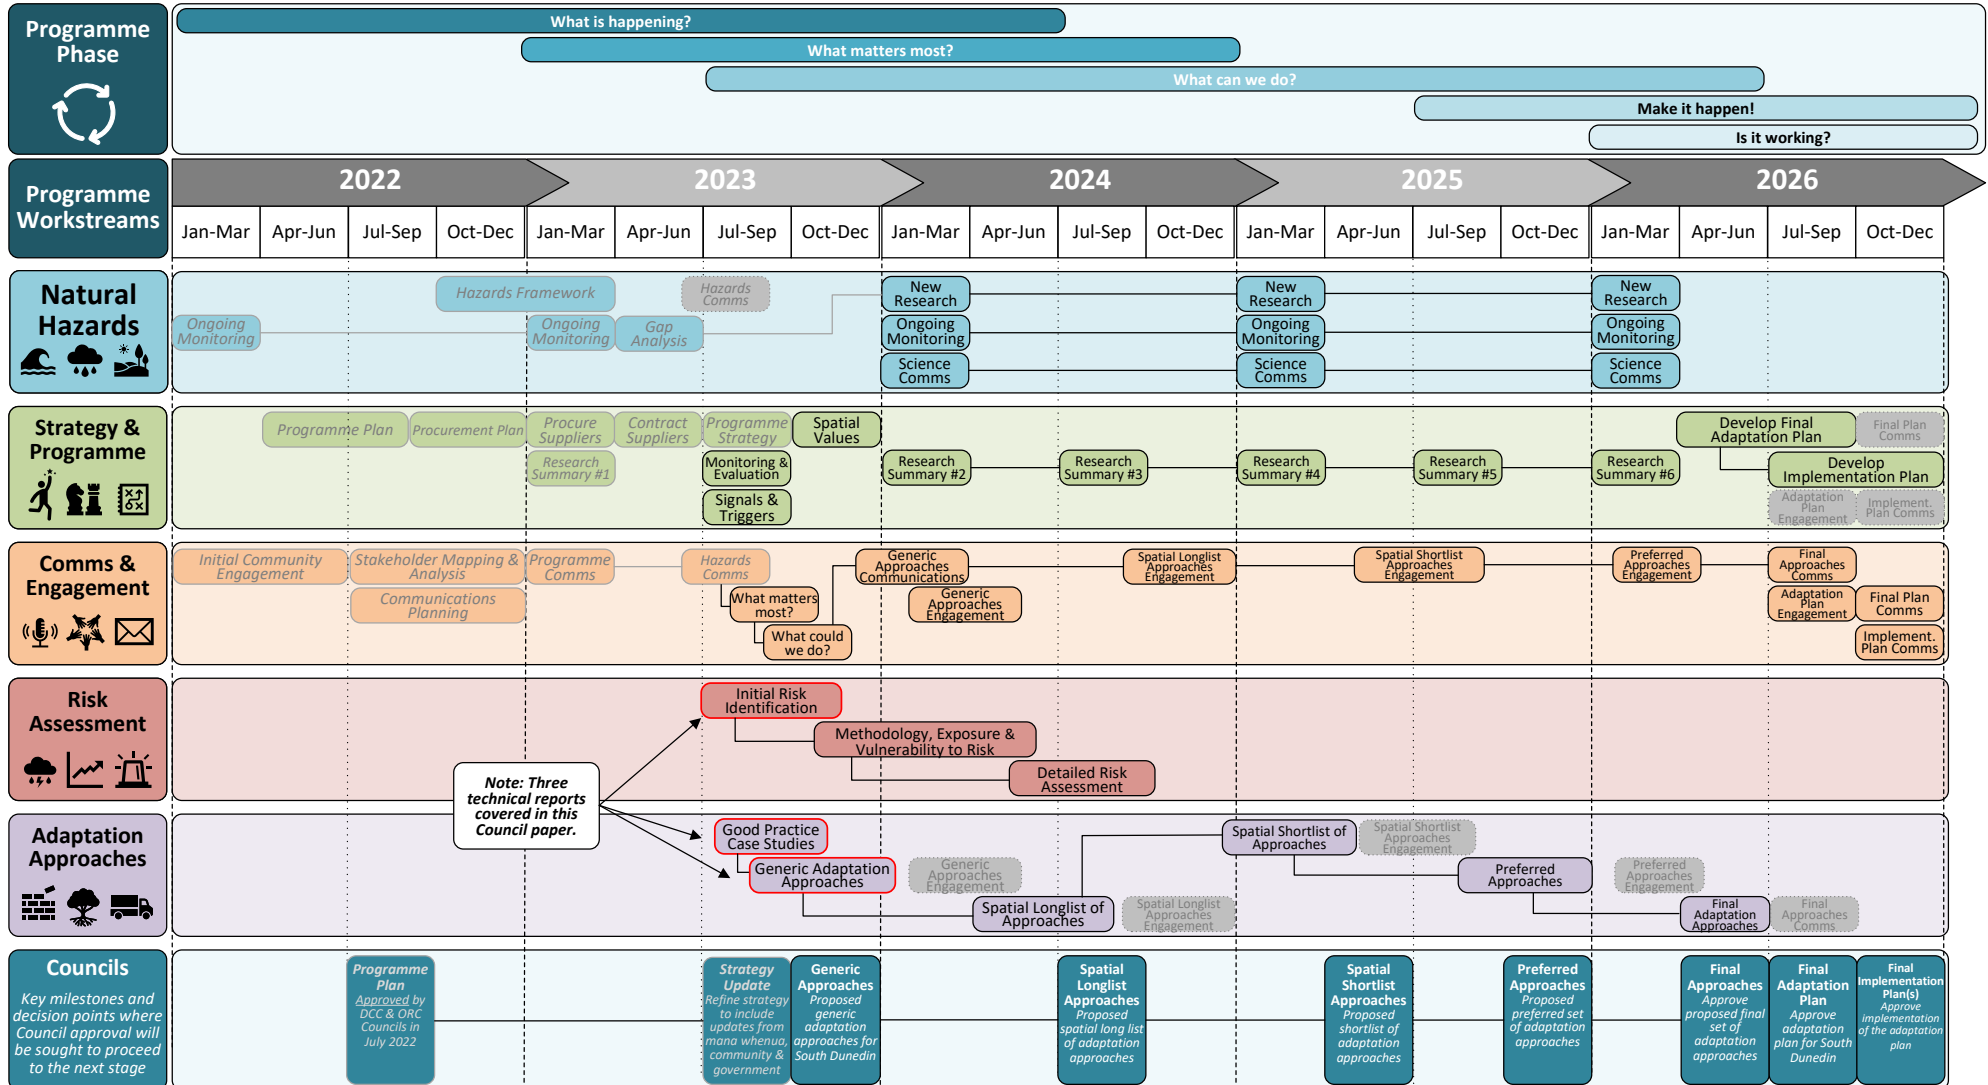 Programme
Phase
What is happening?
What matters most?
What can we do?
Make it happen!
Is it working?
Programme
Workstreams
2022
2023
2024
2025
2026
Jan-Mar
Apr-Jun
Jul-Sep
Oct-Dec
Jan-Mar
Apr-Jun
Jul-Sep
Oct-Dec
Jan-Mar
Apr-Jun
Jul-Sep
Oct-Dec
Jan-Mar
Apr-Jun
Jul-Sep
Oct-Dec
Jan-Mar
Apr-Jun
Jul-Sep
Oct-Dec
Natural
Hazards
Hazards Framework
Hazards
Comms
New
Research
New
Research
New
Research
Ongoing
Monitoring
Ongoing
Monitoring
Gap
Analysis
Ongoing
Monitoring
Ongoing
Monitoring
Ongoing
Monitoring
Science
Comms
Science
Comms
Science
Comms
Strategy &
Programme
Programme Plan
Procurement Plan
Procure
Suppliers
Contract
Suppliers
Programme
Strategy
Spatial
Values
Develop Final
Adaptation Plan
Final Plan
Comms
Research
Summary #1
Monitoring &
Evaluation
Research
Summary #2
Research
Summary #3
Research
Summary #4
Research
Summary #5
Research
Summary #6
Develop
Implementation Plan
Signals &
Triggers
Adaptation
Plan
Engagement
Implement.
Plan Comms
Comms &
Engagement
Initial Community
Engagement
Stakeholder Mapping &
Analysis
Programme
Comms
Hazards
Comms
Generic
Approaches
Communications
Spatial Longlist
Approaches
Engagement
Spatial Shortlist
Approaches
Engagement
Preferred
Approaches
Engagement
Final
Approaches
Comms
Communications
Planning
What matters
most?
Generic
Approaches
Engagement
Adaptation
Plan
Engagement
Final Plan
Comms
What could
we do?
Implement.
Plan Comms
Risk
Assessment
Initial Risk
Identification
Methodology, Exposure &
Vulnerability to Risk
Detailed Risk
Assessment
Note: Three
technical reports
covered in this
Council paper.
Adaptation
Approaches
Good Practice
Case Studies
Spatial Shortlist of
Approaches
Spatial Shortlist
Approaches
Engagement
Generic Adaptation
Approaches
Generic
Approaches
Engagement
Preferred
Approaches
Preferred
Approaches
Engagement
Spatial Longlist of
Approaches
Spatial Longlist
Approaches
Engagement
Final
Adaptation
Approaches
Final
Approaches
Comms
Councils
Key milestones and
decision points where
Council approval will
be sought to proceed
to the next stage
Programme
Plan
Approved by
DCC & ORC
Councils in
July 2022
Strategy
Update
Refine strategy
to include
updates from
mana whenua,
community &
government
Generic
Approaches
Proposed
generic
adaptation
approaches for
South Dunedin
Spatial
Longlist
Approaches
Proposed
spatial long list
of adaptation
approaches
Spatial
Shortlist
Approaches
Proposed
shortlist of
adaptation
approaches
Preferred
Approaches
Proposed
preferred set
of adaptation
approaches
Final
Approaches
Approve
proposed final
set of
adaptation
approaches
Final
Adaptation
Plan
Approve
adaptation
plan for South
Dunedin
Final
Implementation
Plan(s)
Approve
implementation
of the adaptation
plan